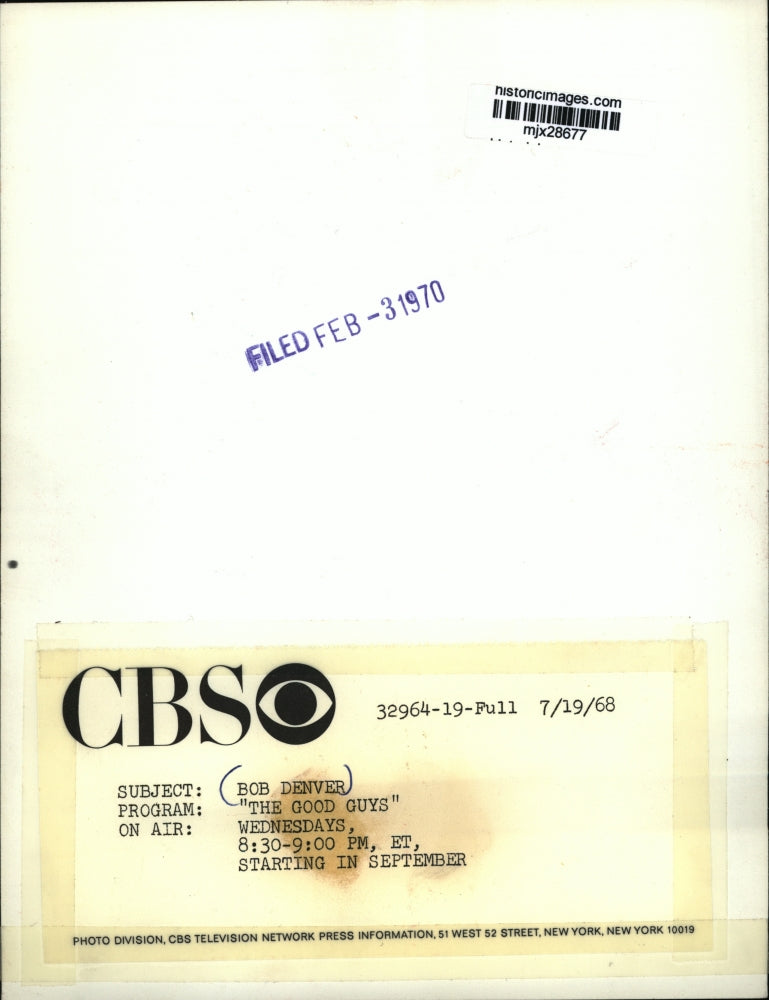 historicimages.com
mjx28677
FILED FEB -3 1970
CBS
32964-19-Full 7/19/68
SUBJECT: BOB DENVER
PROGRAM: "THE GOOD GUYS"
ON AIR: WEDNESDAYS,
8:30-9:00 PM, ET,
STARTING IN SEPTEMBER
PHOTO DIVISION, CBS TELEVISION NETWORK PRESS INFORMATION, 51 WEST 52 STREET, NEW YORK, NEW YORK 10019